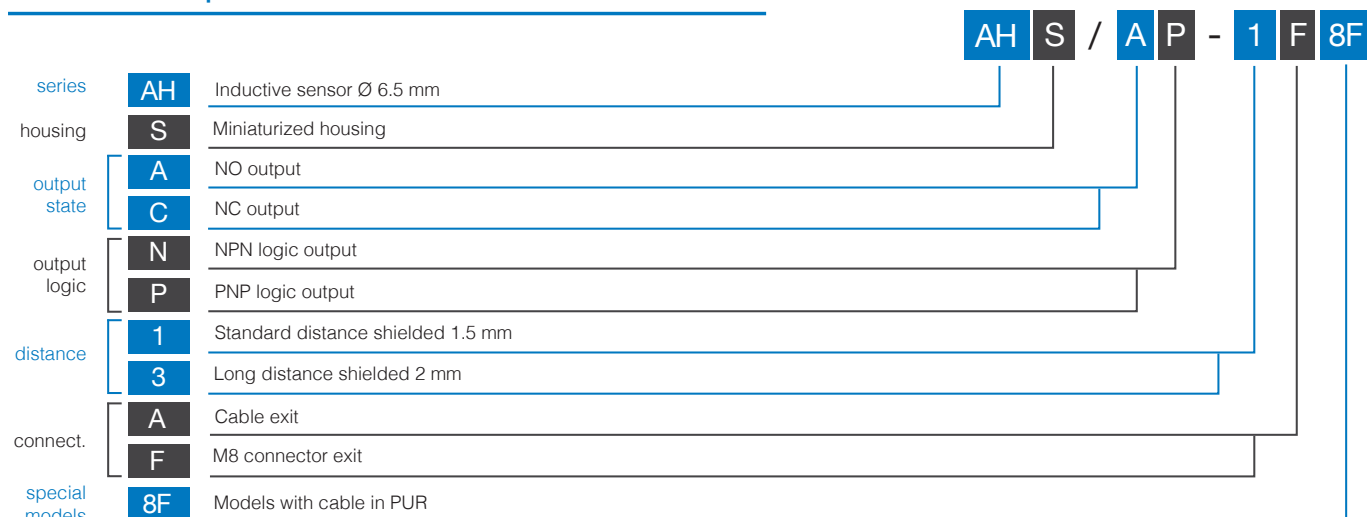 AH S / A P - 1 F 8F
series AH Inductive sensor Ø 6.5 mm
housing S Miniaturized housing
output state
A NO output
C NC output
output logic
N NPN logic output
P PNP logic output
distance
1 Standard distance shielded 1.5 mm
3 Long distance shielded 2 mm
connect.
A Cable exit
F M8 connector exit
special models
8F Models with cable in PUR